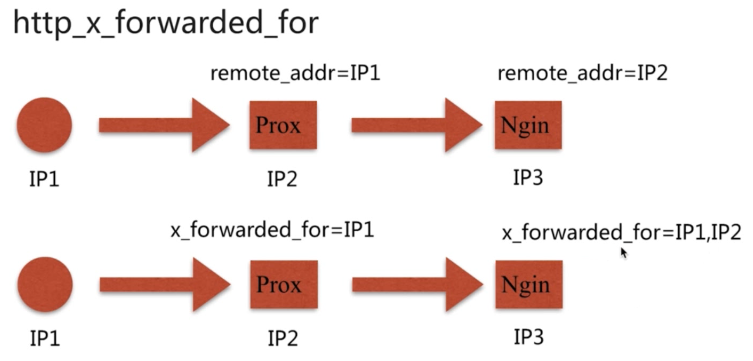 http_x_forwarded_for
remote_addr=IP1
remote_addr=IP2
Prox
Ngin
IP1
IP2
IP3
x_forwarded_for=IP1
x_forwarded_for=IP1,IP2
Prox
Ngin
IP1
IP2
IP3